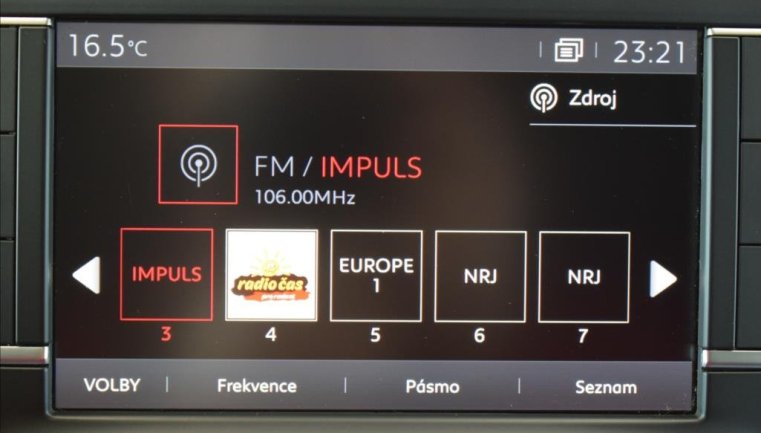 16.5°C
23:21
Zdroj
FM / IMPULS
106.00MHz
IMPULS
radio čas
EUROPE
1
NRJ
NRJ
3
4
5
6
7
VOLBY
Frekvence
Pásmo
Seznam